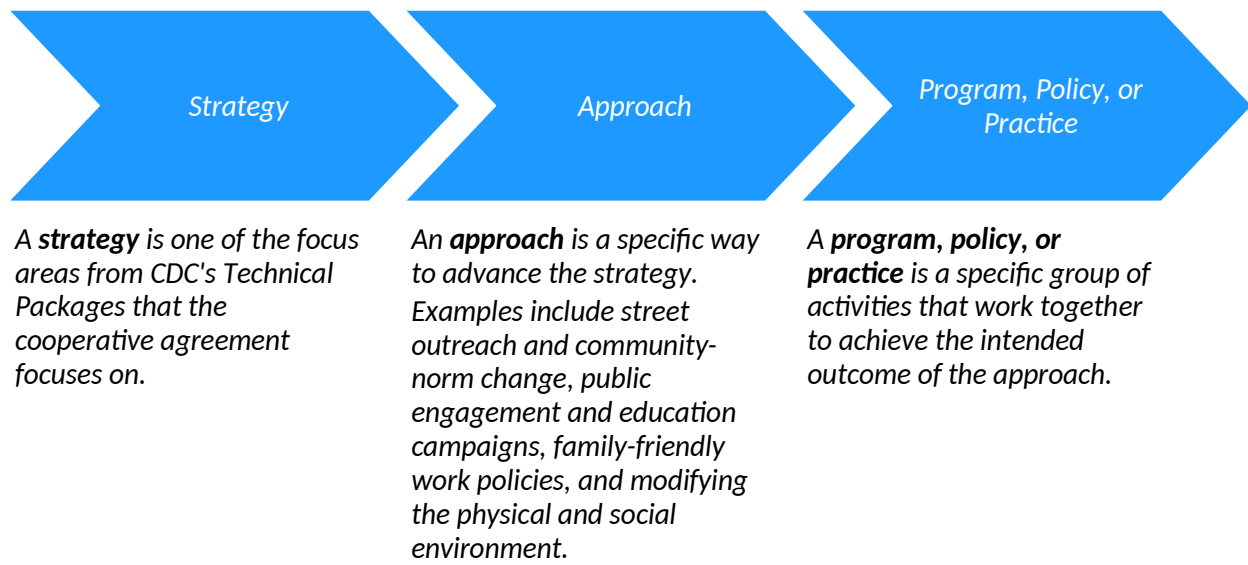 Strategy
Approach
Program, Policy, or
Practice
A strategy is one of the focus
areas from CDC's Technical
Packages that the
cooperative agreement
focuses on.
An approach is a specific way
to advance the strategy.
Examples include street
outreach and community-
norm change, public
engagement and education
campaigns, family-friendly
work policies, and modifying
the physical and social
environment.
A program, policy, or
practice is a specific group of
activities that work together
to achieve the intended
outcome of the approach.